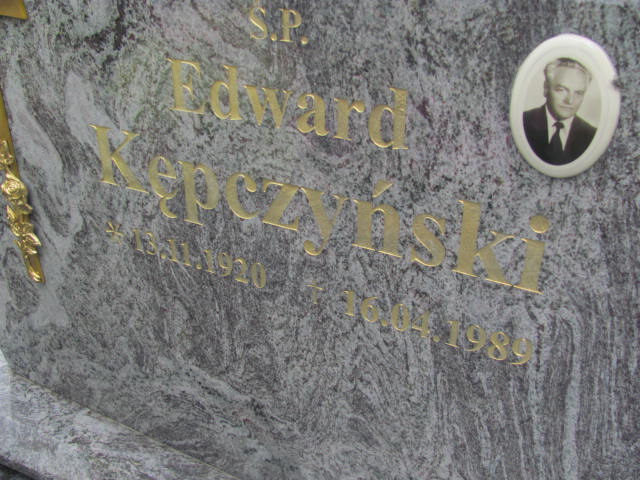 Ś.P.
Edward
Kępczyński
* 13.11.1920 † 16.04.1989